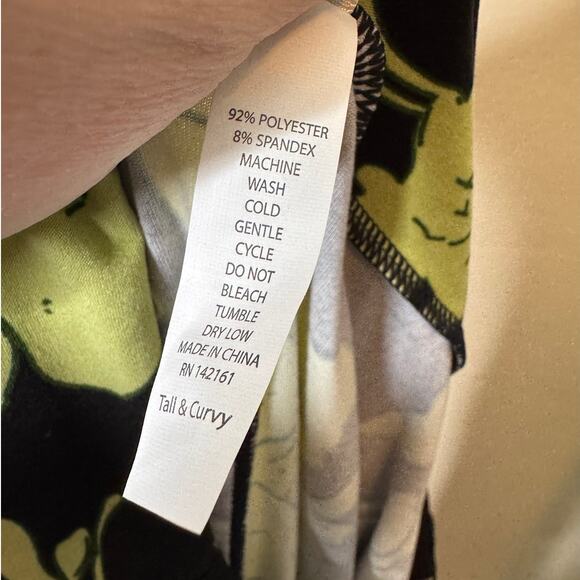 92% POLYESTER
8% SPANDEX
MACHINE
WASH
COLD
GENTLE
CYCLE
DO NOT
BLEACH
TUMBLE
DRY LOW
MADE IN CHINA
RN 142161
Tall & Curvy